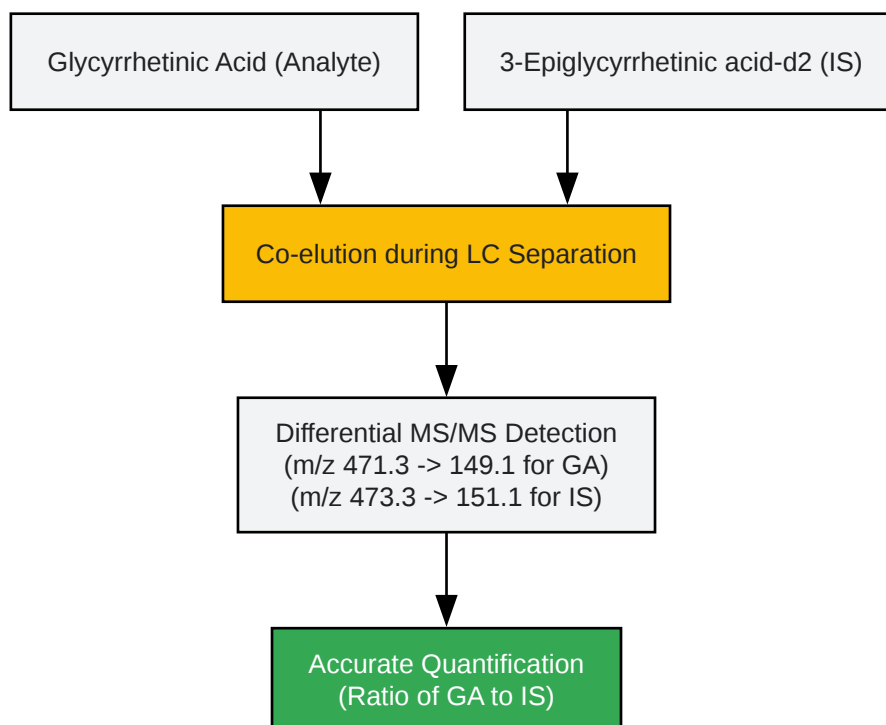 Glycyrrhetinic Acid (Analyte)
3-Epiglycyrrhetinic acid-d2 (IS)
Co-elution during LC Separation
Differential MS/MS Detection
(m/z 471.3 -> 149.1 for GA)
(m/z 473.3 -> 151.1 for IS)
Accurate Quantification
(Ratio of GA to IS)